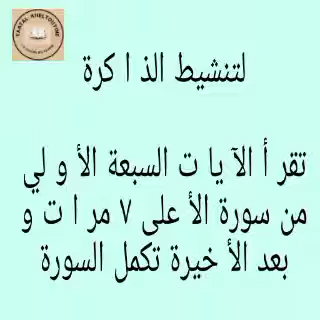 لتنشيط الذ ا كرة
تقر أ الآ يا ت السبعة الأ و لي
من سورة الأ على ٧ مر ا ت و
بعد الأ خيرة تكمل السورة